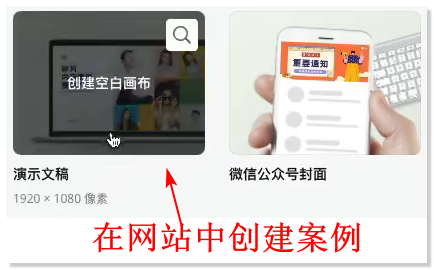 创建空白画布
重要通知
演示文稿
微信公众号封面
1920 × 1080 像素
在网站中创建案例